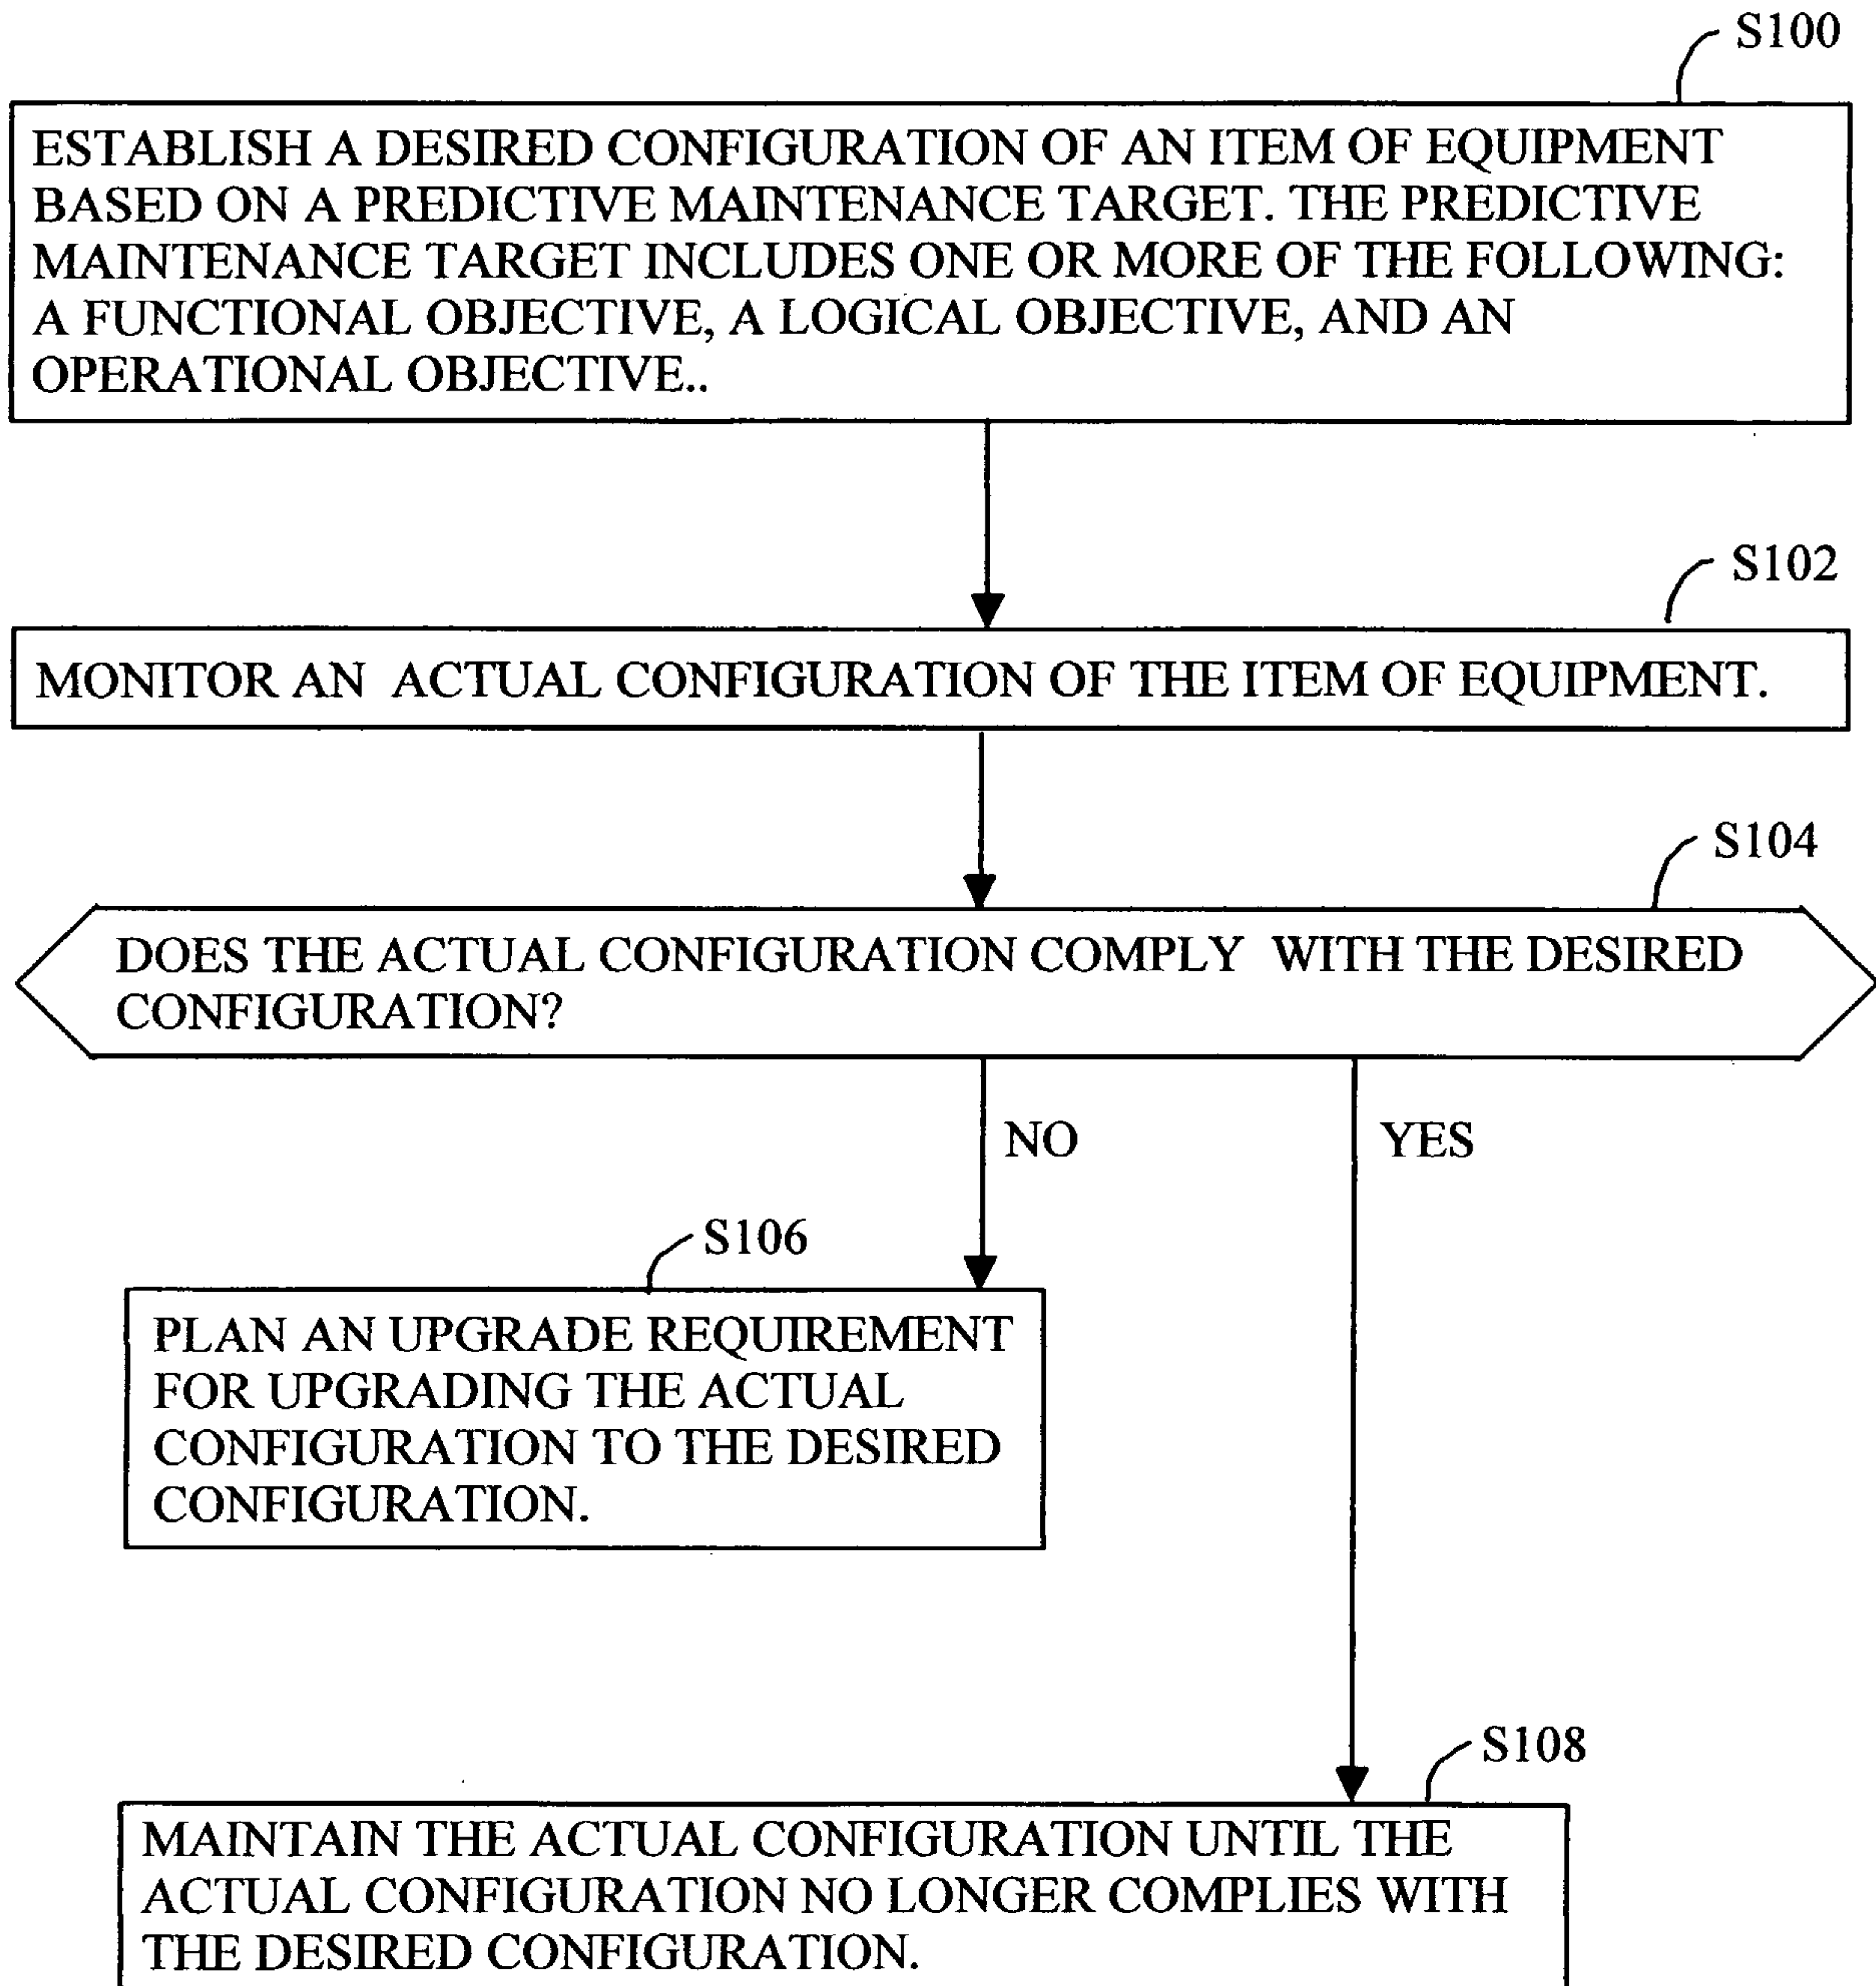 S100
ESTABLISH A DESIRED CONFIGURATION OF AN ITEM OF EQUIPMENT
BASED ON A PREDICTIVE MAINTENANCE TARGET. THE PREDICTIVE
MAINTENANCE TARGET INCLUDES ONE OR MORE OF THE FOLLOWING:
A FUNCTIONAL OBJECTIVE, A LOGICAL OBJECTIVE, AND AN
OPERATIONAL OBJECTIVE..
S102
MONITOR AN ACTUAL CONFIGURATION OF THE ITEM OF EQUIPMENT.
S104
DOES THE ACTUAL CONFIGURATION COMPLY WITH THE DESIRED
CONFIGURATION?
NO
YES
S106
PLAN AN UPGRADE REQUIREMENT
FOR UPGRADING THE ACTUAL
CONFIGURATION TO THE DESIRED
CONFIGURATION.
S108
MAINTAIN THE ACTUAL CONFIGURATION UNTIL THE
ACTUAL CONFIGURATION NO LONGER COMPLIES WITH
THE DESIRED CONFIGURATION.